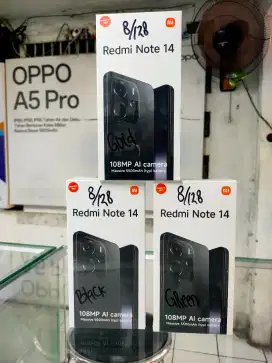 OPPO
A5 Pro
8/128
Redmi Note 14
Gold
108MP AI camera
8/128
Redmi Note 14
Black
108MP AI camera
8/128
Redmi Note 14
Green
108MP AI camera